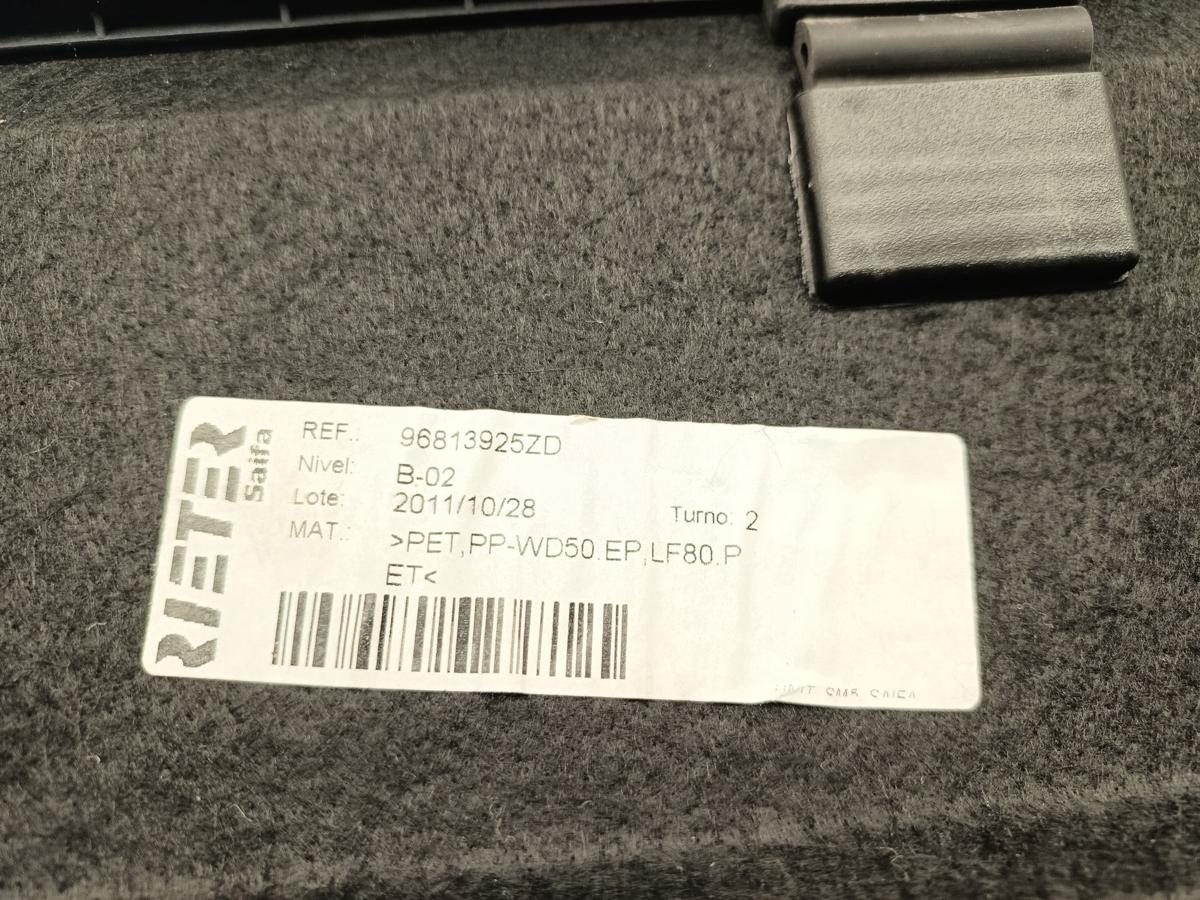 RIETER
Saifa
REF.: 96813925ZD
Nivel: B-02
Lote: 2011/10/28 Turno: 2
MAT.: >PET,PP-WD50.EP,LF80.P
ET<